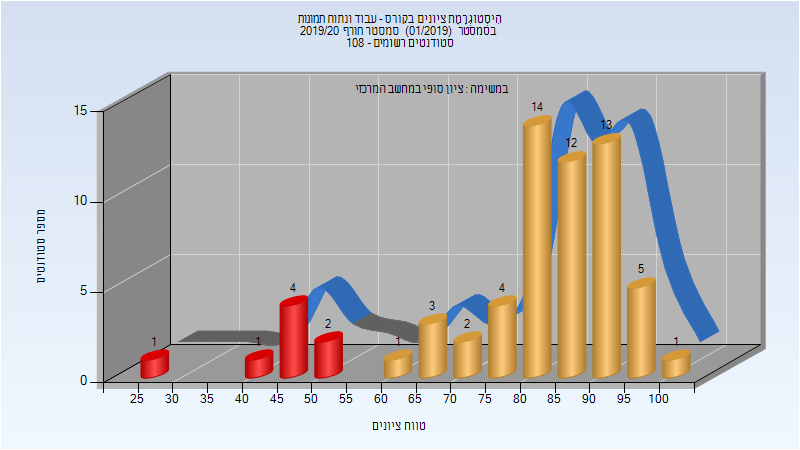 היסטוגרמת ציונים בקורס - עבוד ונתוח תמונות
בסמסטר (01/2019) סמסטר חורף 2019/20
סטודנטים רשומים - 108
במשימה : ציון סופי במחשב המרכזי
מספר סטודנטים
15
10
5
0
1
1
4
2
1
3
2
4
14
12
13
5
1
25 30 35 40 45 50 55 60 65 70 75 80 85 90 95 100
טווח ציונים